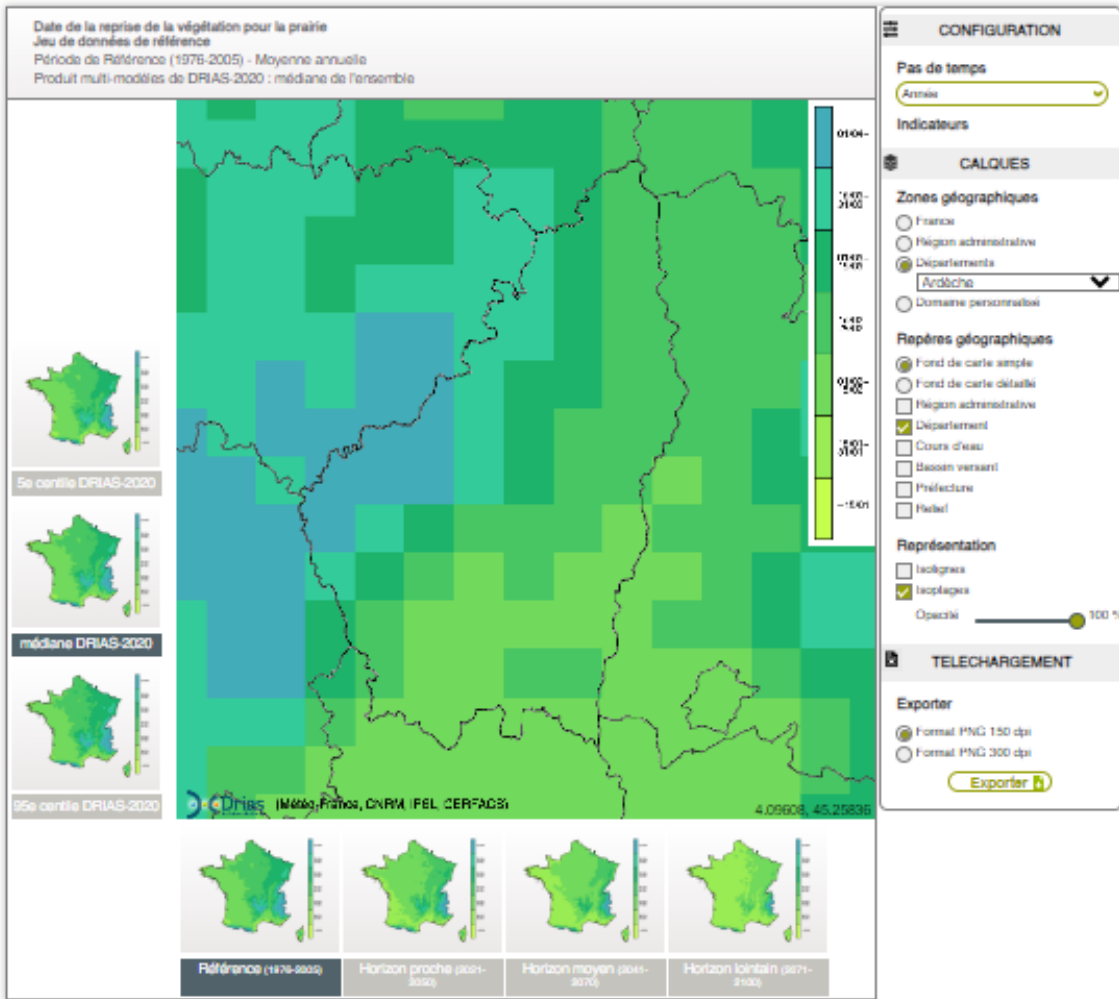 Date de la reprise de la végétation pour la prairie
Jeu de données de référence
Période de Référence (1976-2005) - Moyenne annuelle
Produit multi-modèles de DRIAS-2020 : médiane de l'ensemble
01/04-
-15/01
5e centile DRIAS-2020
médiane DRIAS-2020
95e centile DRIAS-2020
Drias (Météo-France, CNRM, IPSL, CERFACS)
4.09608, 45.25836
Référence (1976-2005)
Horizon proche (2021-
2050)
Horizon moyen (2041-
2070)
Horizon lointain (2071-
2100)
CONFIGURATION
Pas de temps
Année
Indicateurs
CALQUES
Zones géographiques
France
Région administrative
Départements
Ardèche
Domaine personnalisé
Repères géographiques
Fond de carte simple
Fond de carte détaillé
Région administrative
Département
Cours d'eau
Bassin versant
Préfecture
Relief
Représentation
Isolignes
Isoplages
Opacité 100 %
TELECHARGEMENT
Exporter
Format PNG 150 dpi
Format PNG 300 dpi
Exporter